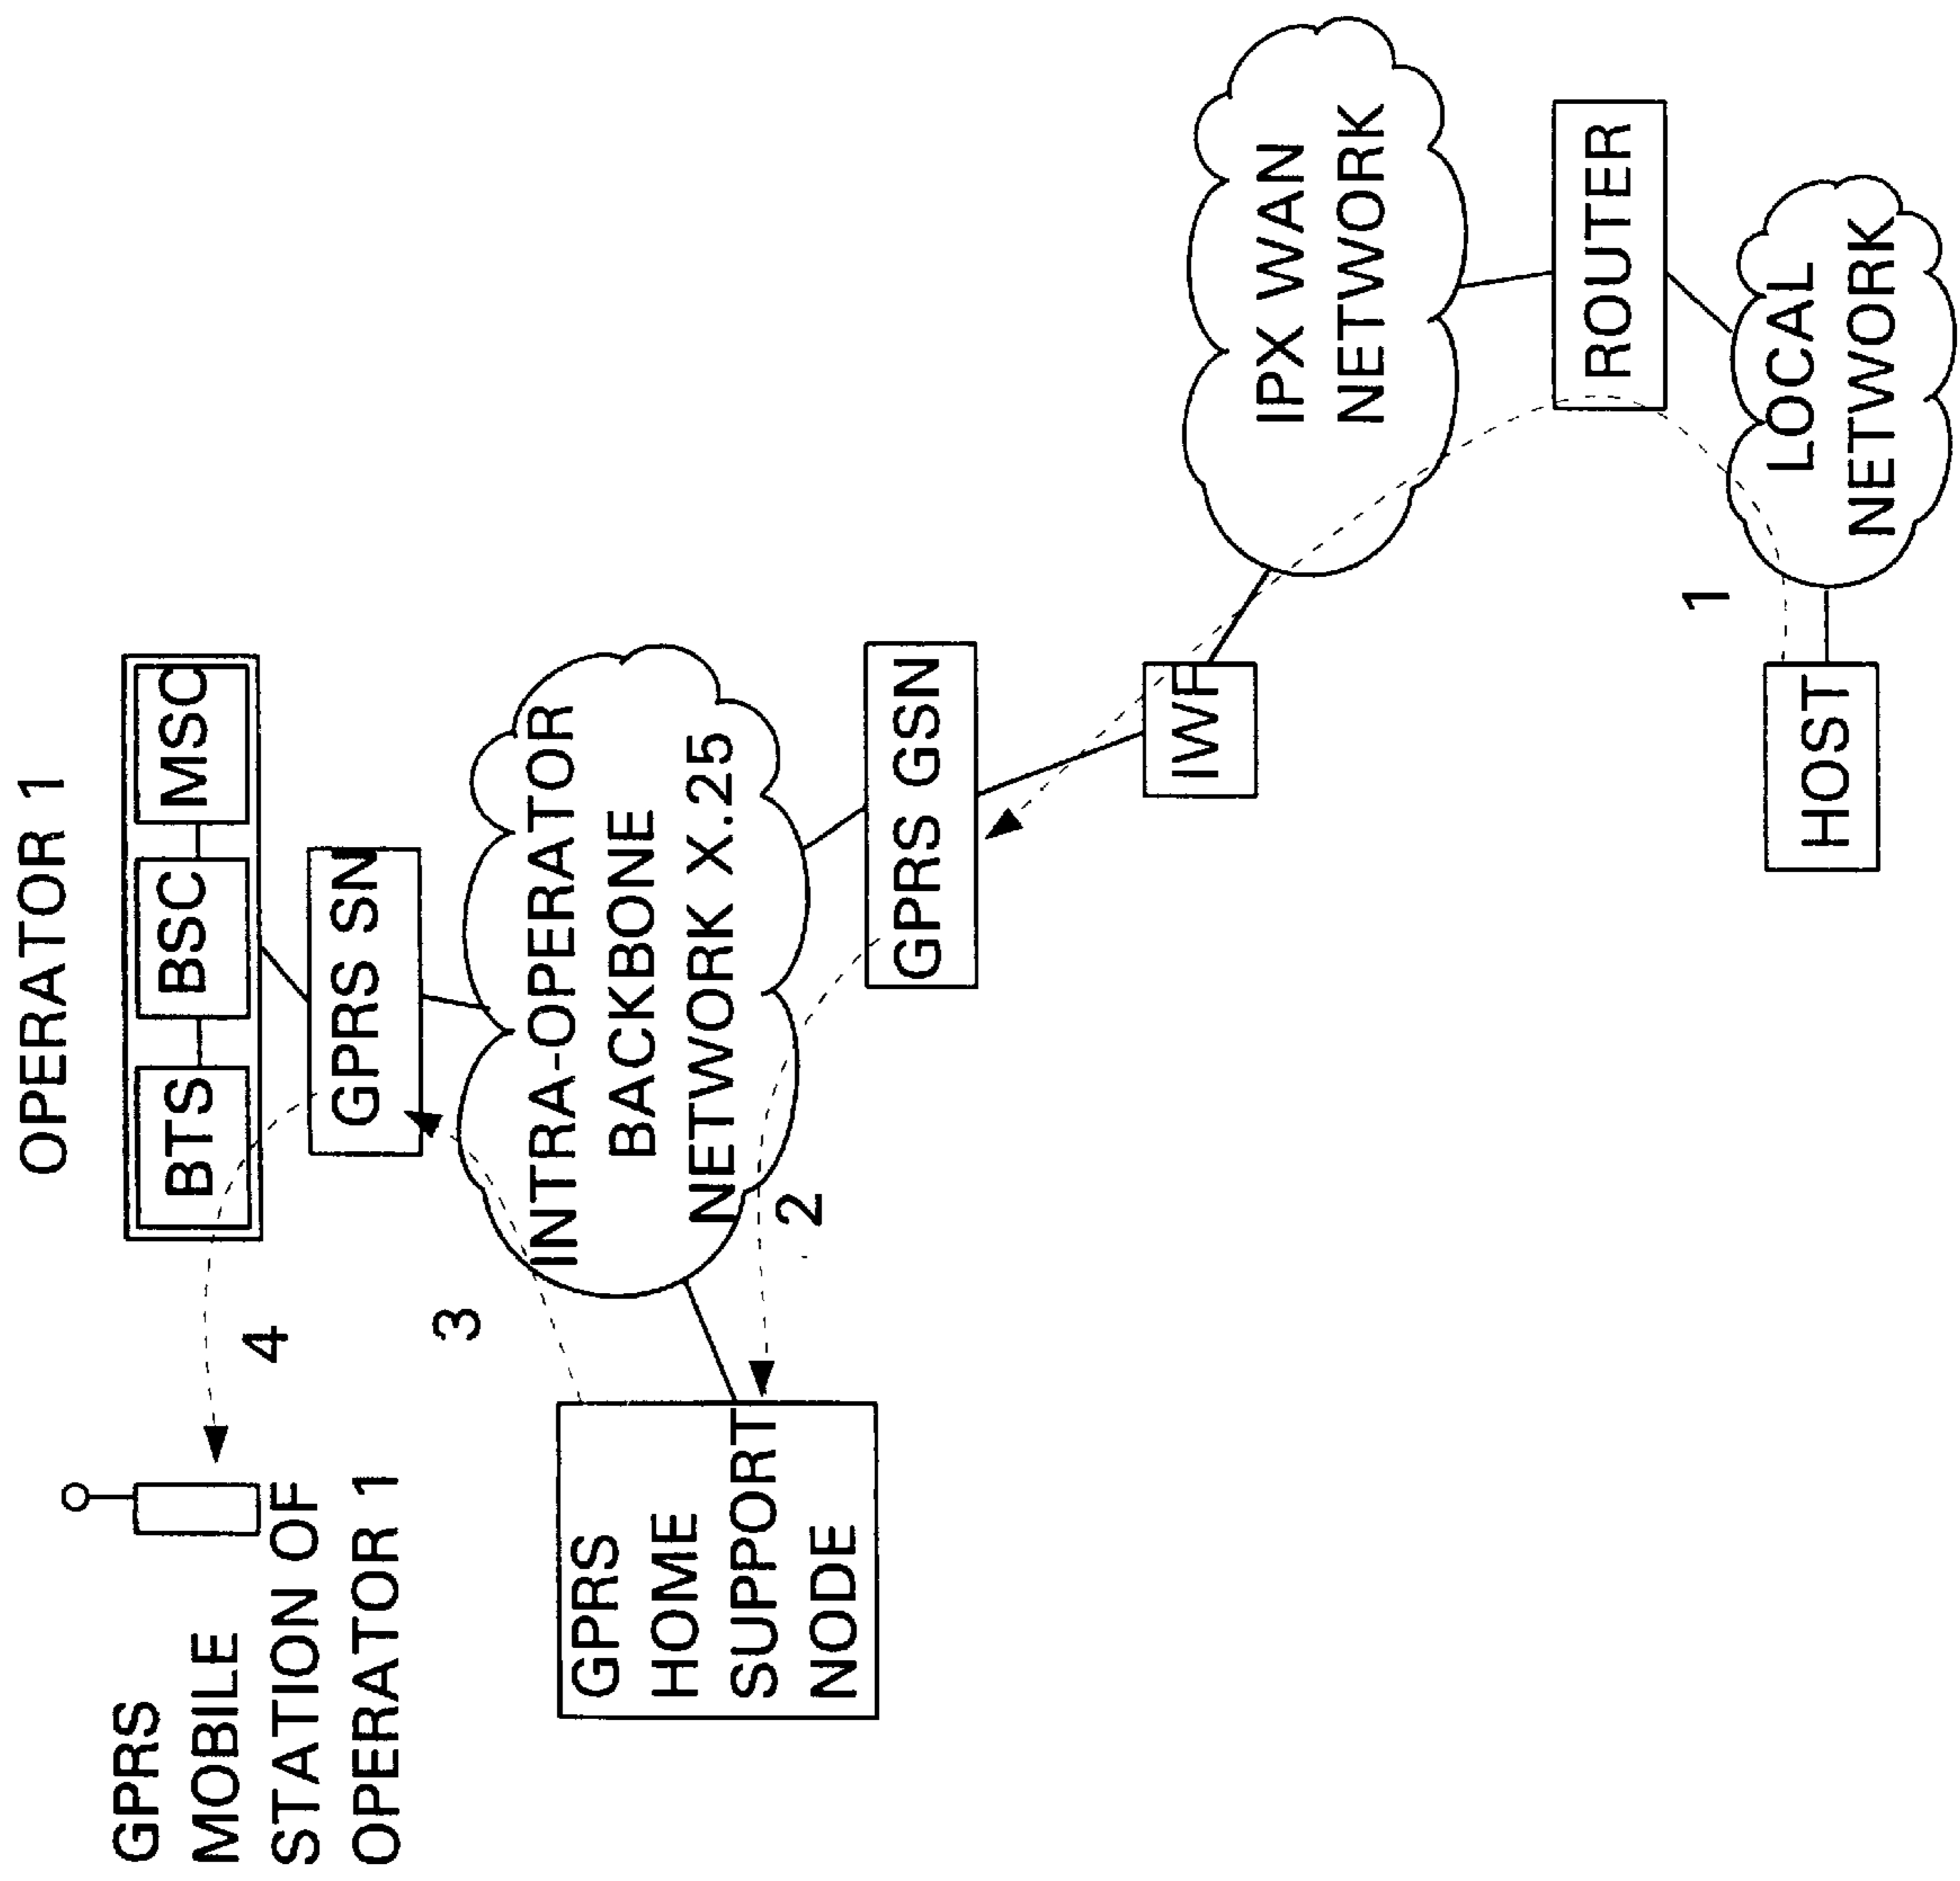 OPERATOR 1
GPRS
MOBILE
STATION OF
OPERATOR 1
4
BTS
BSC
MSC
GPRS SN
3
INTRA-OPERATOR
BACKBONE
NETWORK X.25
2
GPRS
HOME
SUPPORT
NODE
GPRS GSN
IWF
IPX WAN
NETWORK
ROUTER
1
LOCAL
NETWORK
HOST